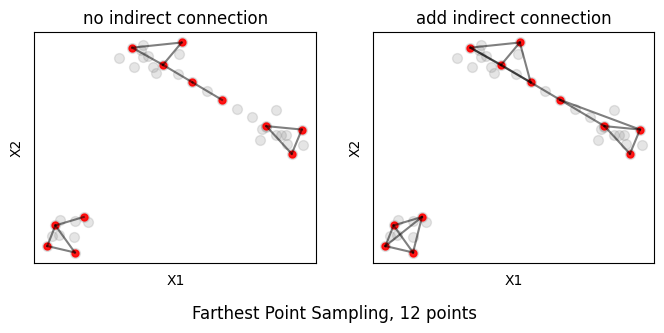 no indirect connection
add indirect connection
X2
X2
X1
X1
Farthest Point Sampling, 12 points